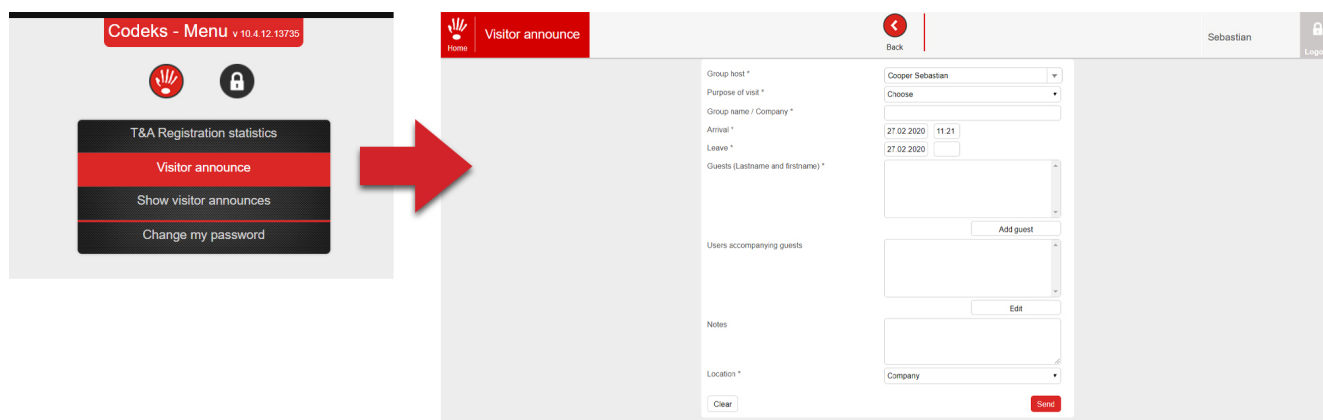 Codeks - Menu v 10.4.12.13735
T&A Registration statistics
Visitor announce
Show visitor announces
Change my password
Home
Visitor announce
Back
Sebastian
Group host * Cooper Sebastian
Purpose of visit * Choose
Group name / Company *
Arrival * 27.02.2020 11:21
Leave * 27.02.2020
Guests (Lastname and firstname) *
Add guest
Users accompanying guests
Edit
Notes
Location * Company
Clear Send